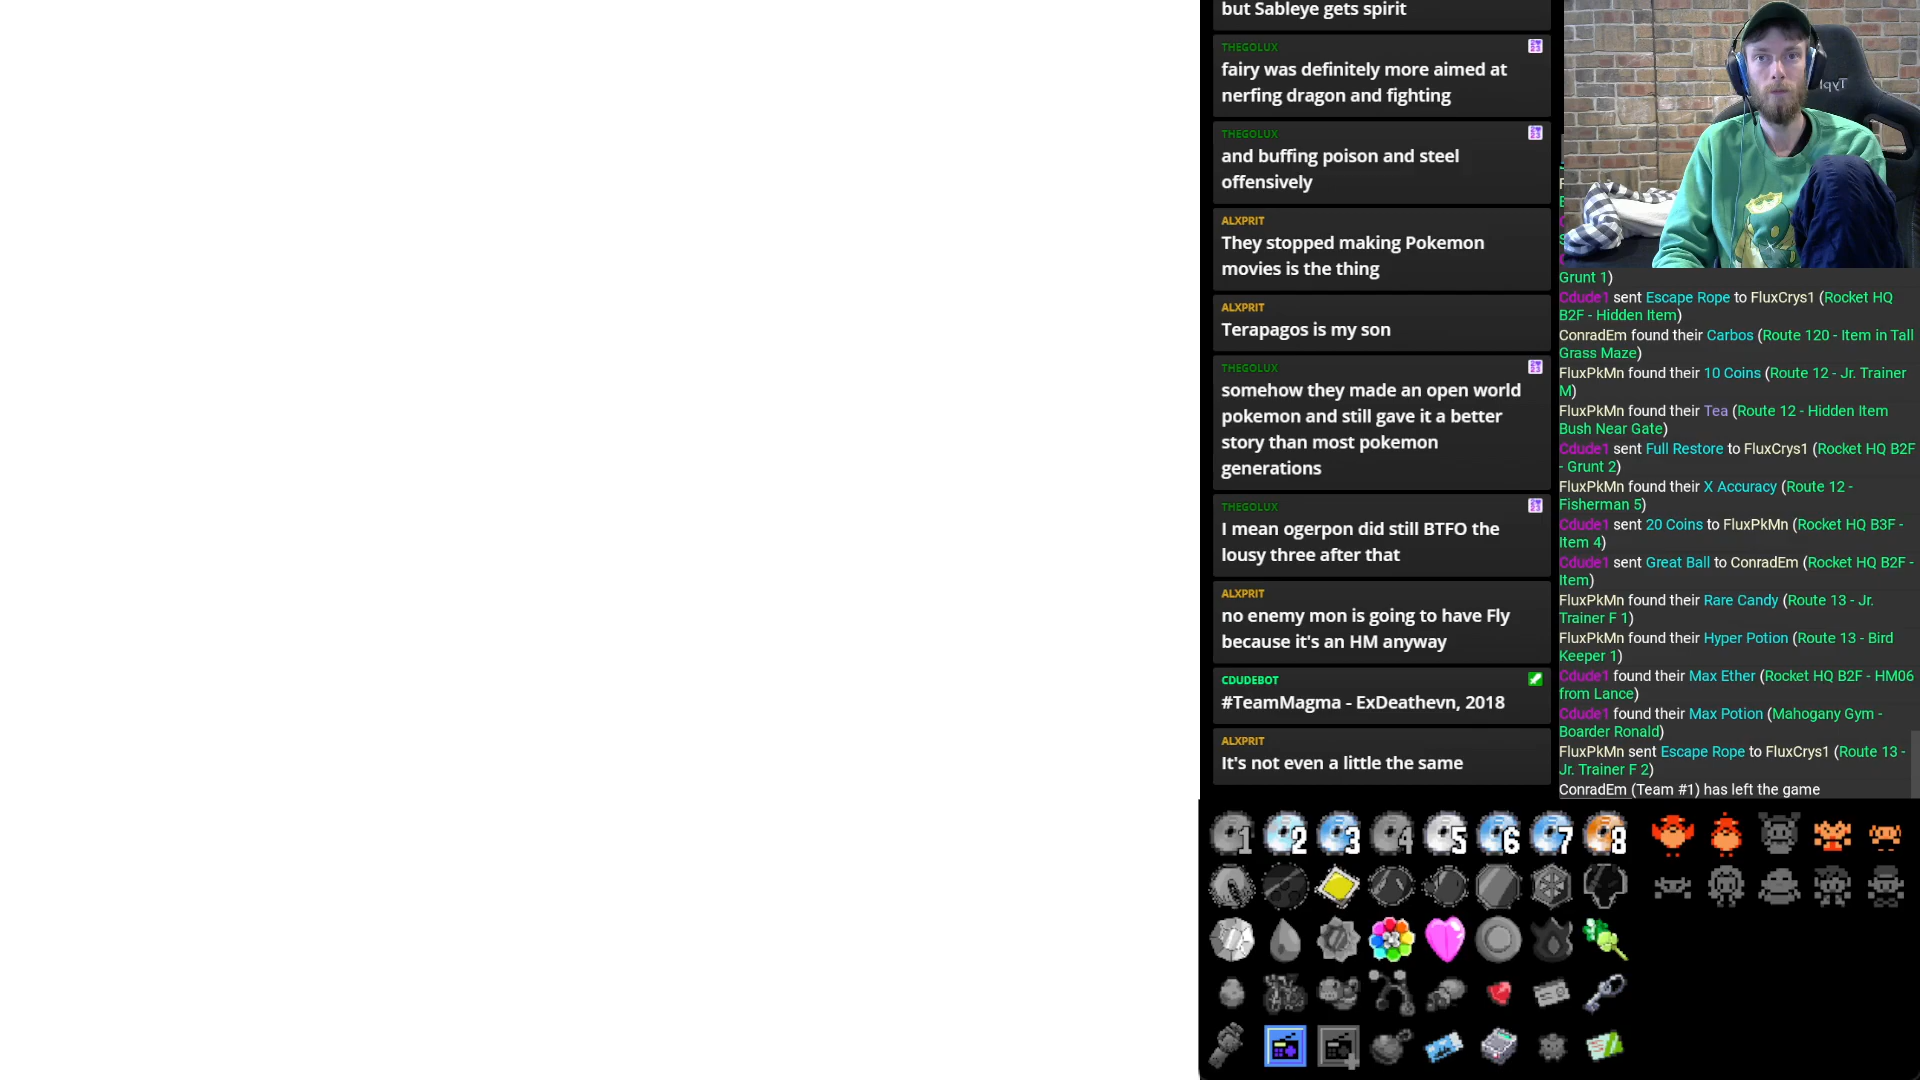 but Sableye gets spirit
THEGOLUX
fairy was definitely more aimed at
nerfing dragon and fighting
THEGOLUX
and buffing poison and steel
offensively
ALXPRIT
They stopped making Pokemon
movies is the thing
ALXPRIT
Terapagos is my son
THEGOLUX
somehow they made an open world
pokemon and still gave it a better
story than most pokemon
generations
THEGOLUX
I mean ogerpon did still BTFO the
lousy three after that
ALXPRIT
no enemy mon is going to have Fly
because it's an HM anyway
CDUDEBOT
#TeamMagma - ExDeathevn, 2018
ALXPRIT
It's not even a little the same
Grunt 1)
Cdude1 sent Escape Rope to FluxCrys1 (Rocket HQ
B2F - Hidden Item)
ConradEm found their Carbos (Route 120 - Item in Tall
Grass Maze)
FluxPkMn found their 10 Coins (Route 12 - Jr. Trainer
M)
FluxPkMn found their Tea (Route 12 - Hidden Item
Bush Near Gate)
Cdude1 sent Full Restore to FluxCrys1 (Rocket HQ B2F
- Grunt 2)
FluxPkMn found their X Accuracy (Route 12 -
Fisherman 5)
Cdude1 sent 20 Coins to FluxPkMn (Rocket HQ B3F -
Item 4)
Cdude1 sent Great Ball to ConradEm (Rocket HQ B2F -
Item)
FluxPkMn found their Rare Candy (Route 13 - Jr.
Trainer F 1)
FluxPkMn found their Hyper Potion (Route 13 - Bird
Keeper 1)
Cdude1 found their Max Ether (Rocket HQ B2F - HM06
from Lance)
Cdude1 found their Max Potion (Mahogany Gym -
Boarder Ronald)
FluxPkMn sent Escape Rope to FluxCrys1 (Route 13 -
Jr. Trainer F 2)
ConradEm (Team #1) has left the game
1 2 3 4 5 6 7 8